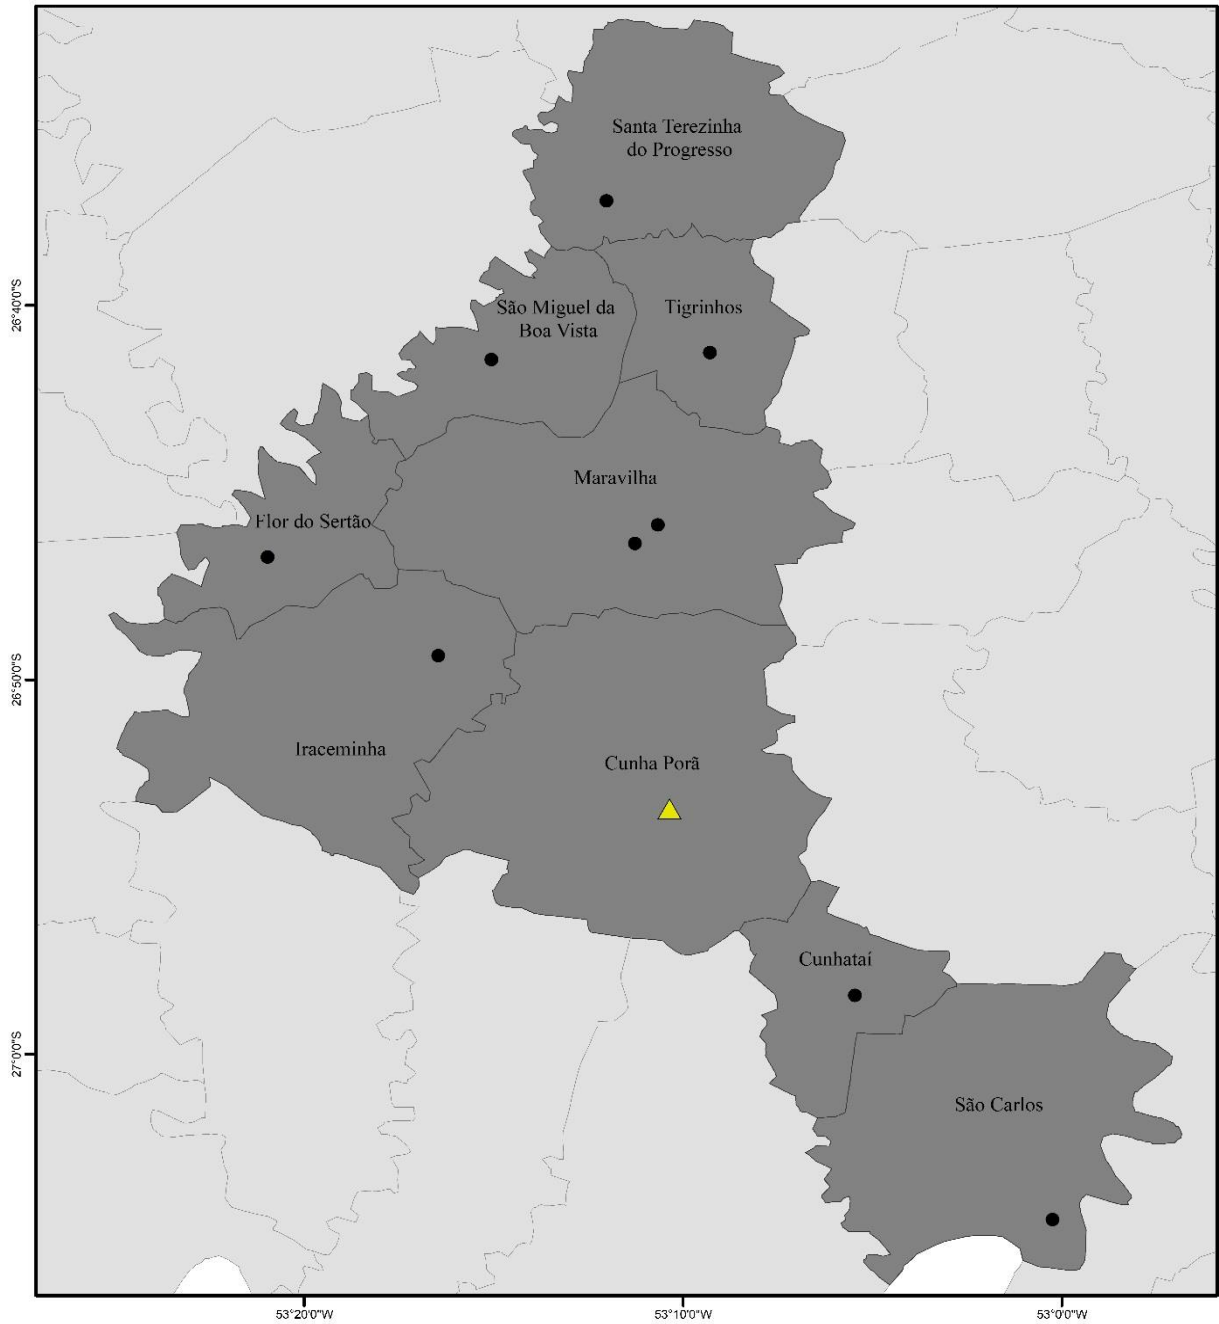 Santa Terezinha
do Progresso
26°40'0"S
São Miguel da
Boa Vista
Tigrinhos
Maravilha
Flor do Sertão
26°50'0"S
Iraceminha
Cunha Porã
Cunhataí
27°0'0"S
São Carlos
53°20'0"W
53°10'0"W
53°0'0"W